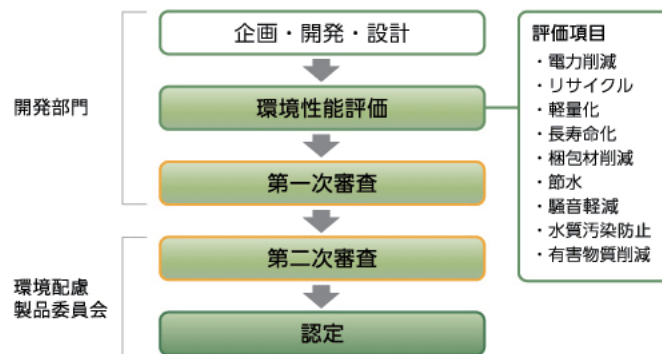 企画・開発・設計
開発部門
環境性能評価
第一次審査
第二次審査
環境配慮
製品委員会
認定
評価項目
・電力削減
・リサイクル
・軽量化
・長寿命化
・梱包材削減
・節水
・騒音軽減
・水質汚染防止
・有害物質削減